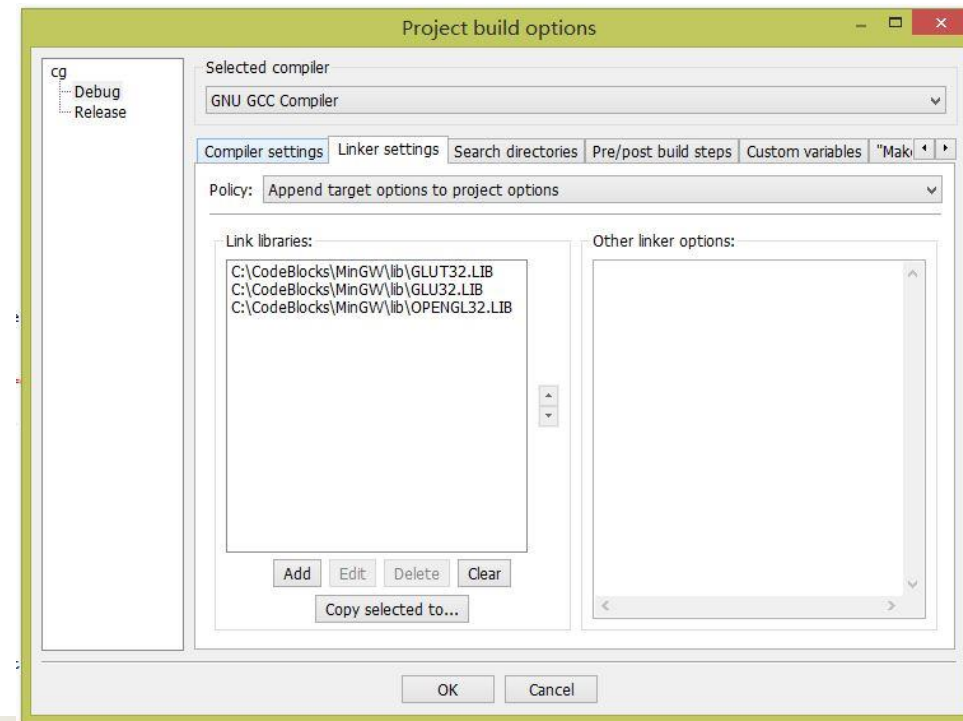 Project build options
cg
Debug
Release
Selected compiler
GNU GCC Compiler
Compiler settings Linker settings Search directories Pre/post build steps Custom variables "Mak
Policy: Append target options to project options
Link libraries:
C:\CodeBlocks\MinGW\lib\GLUT32.LIB
C:\CodeBlocks\MinGW\lib\GLU32.LIB
C:\CodeBlocks\MinGW\lib\OPENGL32.LIB
Add Edit Delete Clear
Copy selected to...
Other linker options:
OK Cancel